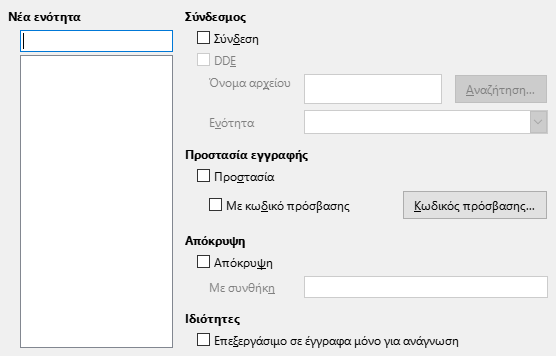 Νέα ενότητα
Σύνδεσμος
Σύνδεση
DDE
Όνομα αρχείου
Αναζήτηση...
Ενότητα
Προστασία εγγραφής
Προστασία
Με κωδικό πρόσβασης
Κωδικός πρόσβασης...
Απόκρυψη
Απόκρυψη
Με συνθήκη
Ιδιότητες
Επεξεργάσιμο σε έγγραφα μόνο για ανάγνωση